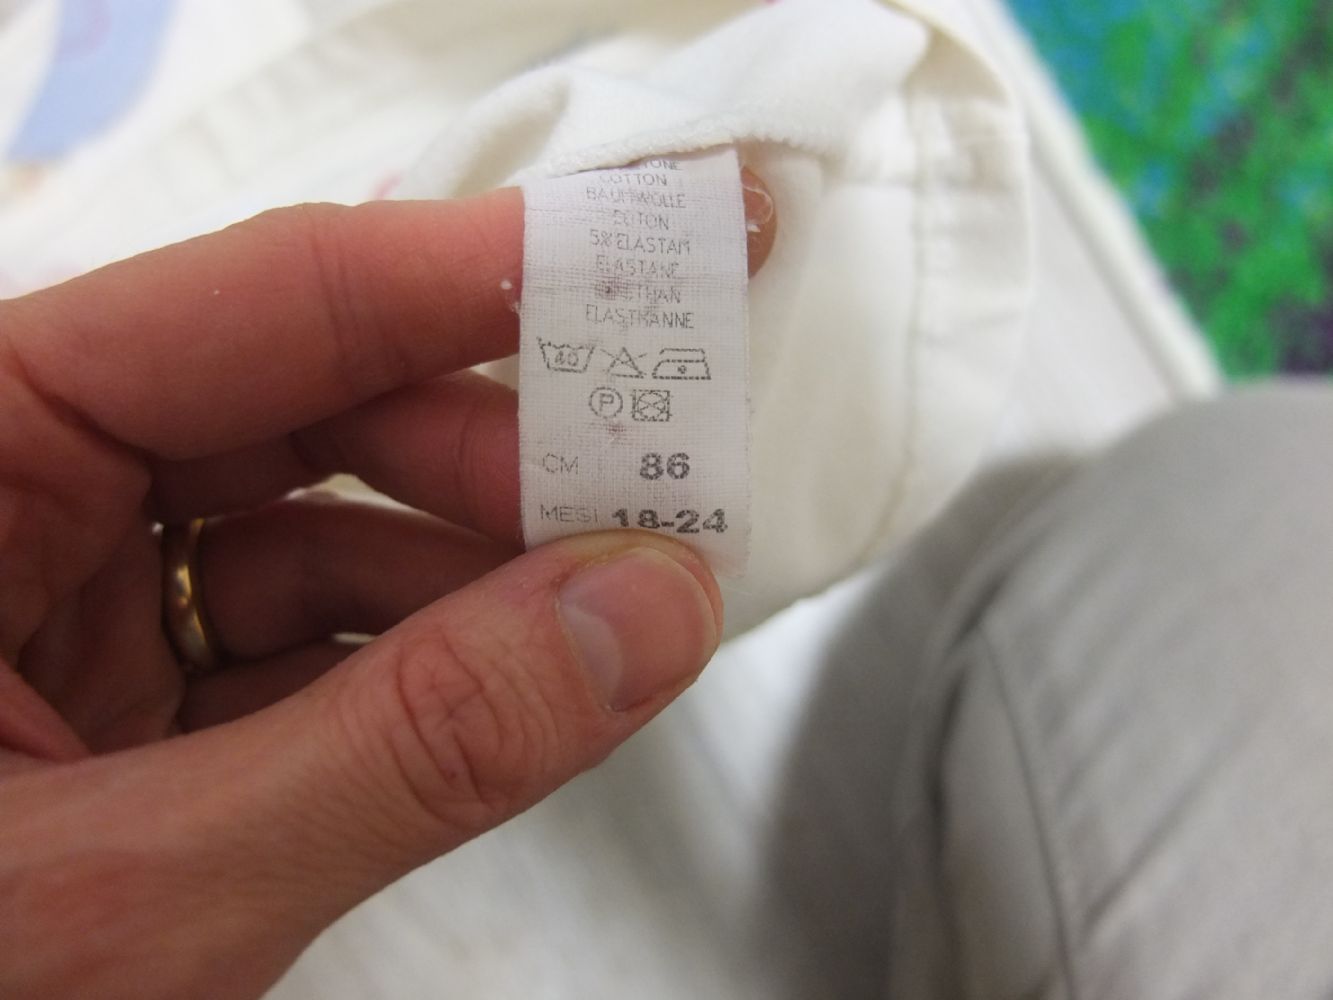 COTTON
BAUMWOLLE
COTON
5% ELASTAM
ELASTANE
ELASTHANNE
40
P
CM 86
MESI 18-24